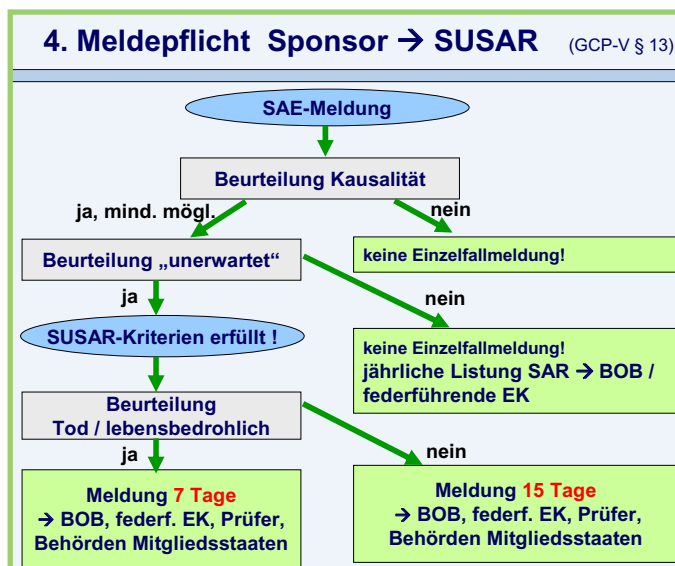 4. Meldepflicht Sponsor → SUSAR (GCP-V § 13)
SAE-Meldung
Beurteilung Kausalität
ja, mind. mögl.
nein
Beurteilung „unerwartet“
keine Einzelfallmeldung!
ja
nein
SUSAR-Kriterien erfüllt !
keine Einzelfallmeldung!
jährliche Listung SAR → BOB /
federführende EK
Beurteilung
Tod / lebensbedrohlich
ja
nein
Meldung 7 Tage
→ BOB, federf. EK, Prüfer,
Behörden Mitgliedsstaaten
Meldung 15 Tage
→ BOB, federf. EK, Prüfer,
Behörden Mitgliedsstaaten